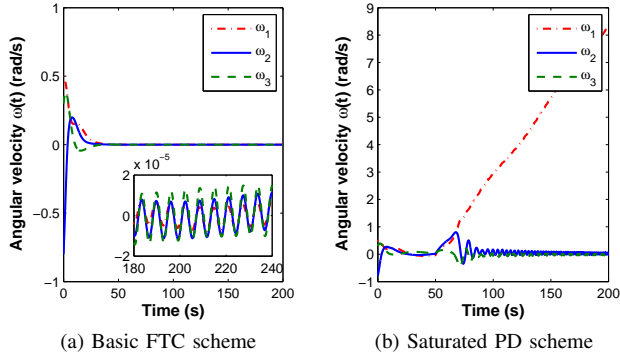 Angular velocity ω(t) (rad/s)
1
0.5
0
−0.5
−1
0
50
100
150
200
Time (s)
ω1
ω2
ω3
x 10−5
2
0
−2
180
200
220
240
(a) Basic FTC scheme
Angular velocity ω(t) (rad/s)
9
8
7
6
5
4
3
2
1
0
−1
0
50
100
150
200
Time (s)
ω1
ω2
ω3
(b) Saturated PD scheme